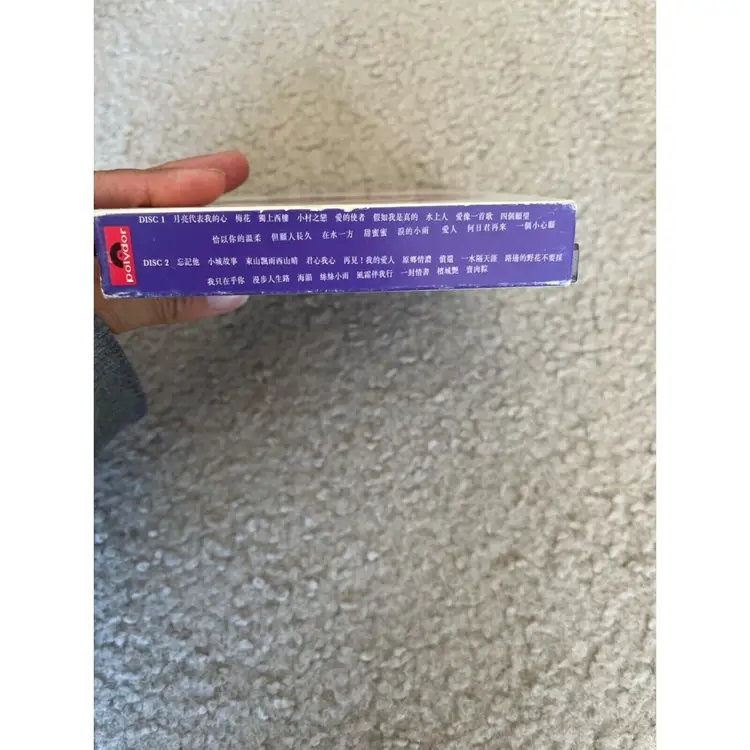 polydor
DISC 1 月亮代表我的心 梅花 獨上西樓 小村之戀 愛的使者 假如我是真的 水上人 愛像一首歌 四個願望
恰以你的溫柔 但願人長久 在水一方 甜蜜蜜 淚的小雨 愛人 何日君再來 一個小心願
DISC 2 忘記他 小城故事 東山飄雨西山晴 君心我心 再見!我的愛人 原鄉情濃 償還 一水隔天涯 路邊的野花不要採
我只在乎你 漫步人生路 海韻 絲絲小雨 風霜伴我行 一封情書 檳城艷 賣肉粽